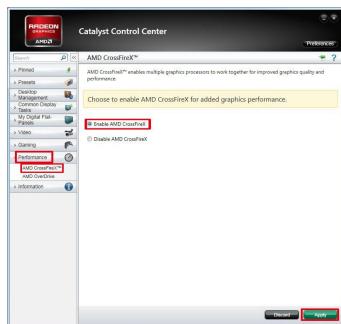 RADEON
GRAPHICS
AMD
Catalyst Control Center
Preferences
Search
AMD CrossFireX™
Pinned
Presets
Desktop
Management
Common Display
Tasks
My Digital Flat-
Panels
Video
Gaming
Performance
AMD CrossFireX™
AMD OverDrive
Information
AMD CrossFireX™ enables multiple graphics processors to work together for improved graphics quality and
performance.
Choose to enable AMD CrossFireX for added graphics performance.
Enable AMD CrossFireX
Disable AMD CrossFireX
Discard
Apply